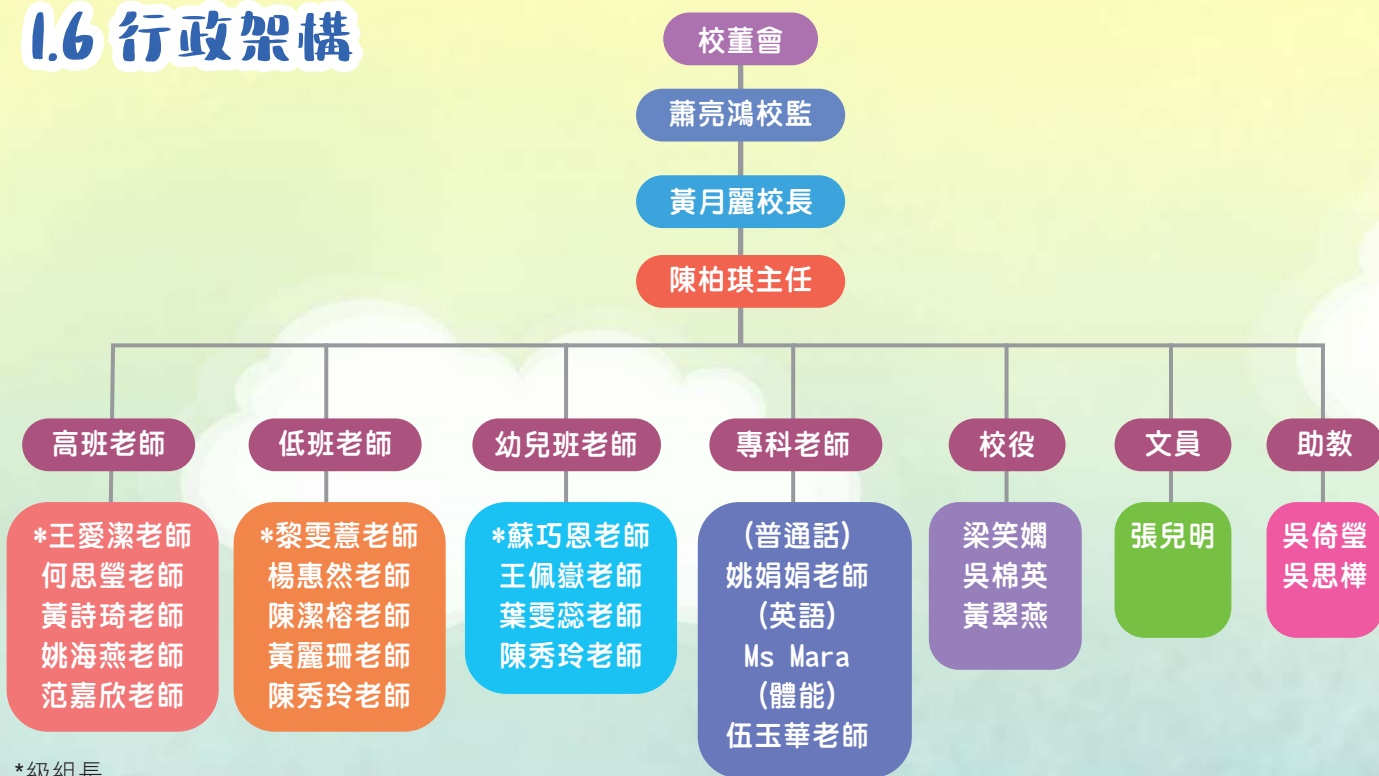 1.6 行政架構
校董會
蕭亮鴻校監
黃月麗校長
陳柏琪主任
高班老師
*王愛潔老師
何思瑩老師
黃詩琦老師
姚海燕老師
范嘉欣老師
低班老師
*黎雯薏老師
楊惠然老師
陳潔榕老師
黃麗珊老師
陳秀玲老師
幼兒班老師
*蘇巧恩老師
王佩嶽老師
葉雯蕊老師
陳秀玲老師
專科老師
(普通話)
姚娟娟老師
(英語)
Ms Mara
(體能)
伍玉華老師
校役
梁笑嫻
吳棉英
黃翠燕
文員
張兒明
助教
吳倚瑩
吳思樺
*級組長